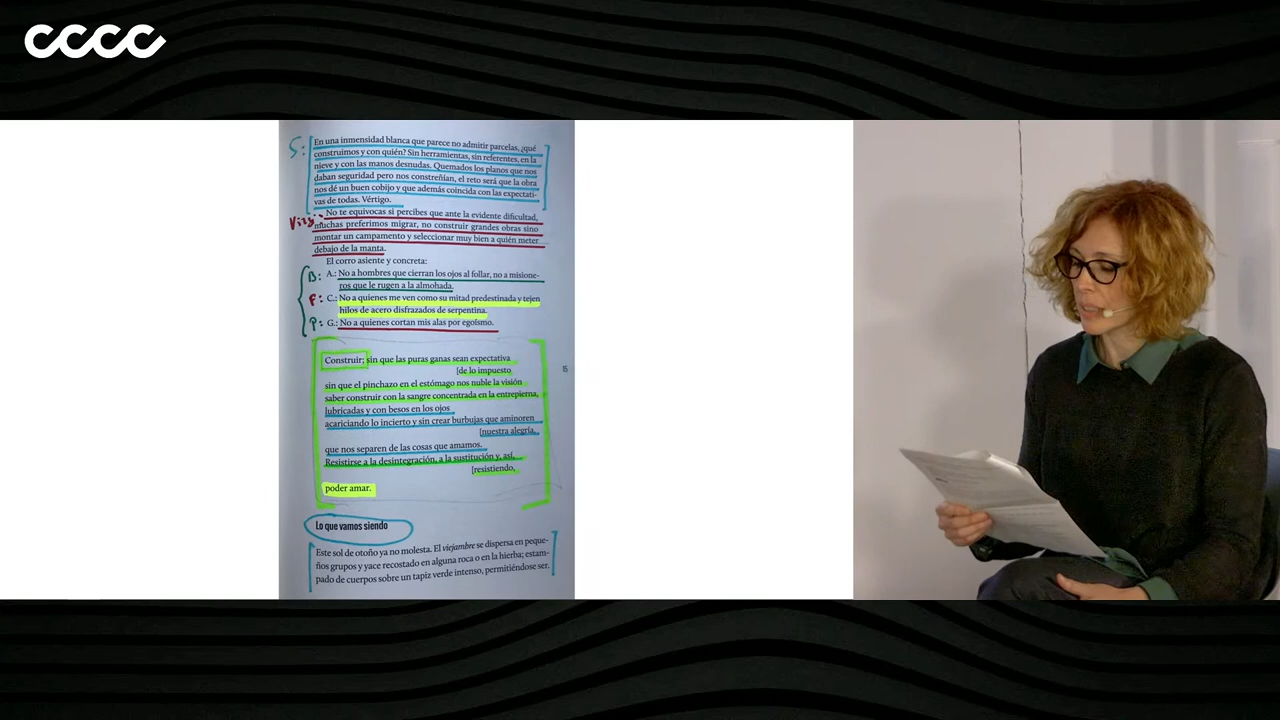 cccc
S:
En una inmensidad blanca que parece no admitir parcelas, ¿qué
construimos y con quién? Sin herramientas, sin referentes, en la
nieve y con las manos desnudas. Quemados los planos que nos
daban seguridad pero nos constreñían, el reto será que la obra
nos dé un buen cobijo y que además coincida con las expectati-
vas de todas. Vértigo.
No te equivocas si percibes que ante la evidente dificultad,
muchas preferimos migrar, no construir grandes obras sino
montar un campamento y seleccionar muy bien a quién meter
debajo de la manta.
El corro asiente y concreta:
B: A.: No a hombres que cierran los ojos al follar, no a misione-
ros que le rugen a la almohada.
F: C.: No a quienes me ven como su mitad predestinada y tejen
hilos de acero disfrazados de serpentina.
P: G.: No a quienes cortan mis alas por egoísmo.
Construir; sin que las puras ganas sean expectativa
[de lo impuesto
sin que el pinchazo en el estómago nos nuble la visión
saber construir con la sangre concentrada en la entrepierna,
lubricadas y con besos en los ojos
acariciando lo incierto y sin crear burbujas que aminoren
[nuestra alegría,
que nos separen de las cosas que amamos.
Resistirse a la desintegración, a la sustitución y, así,
[resistiendo,
poder amar.
15
Lo que vamos siendo
Este sol de otoño ya no molesta. El viejambre se dispersa en peque-
ños grupos y yace recostado en alguna roca o en la hierba; estam-
pado de cuerpos sobre un tapiz verde intenso, permitiéndose ser.